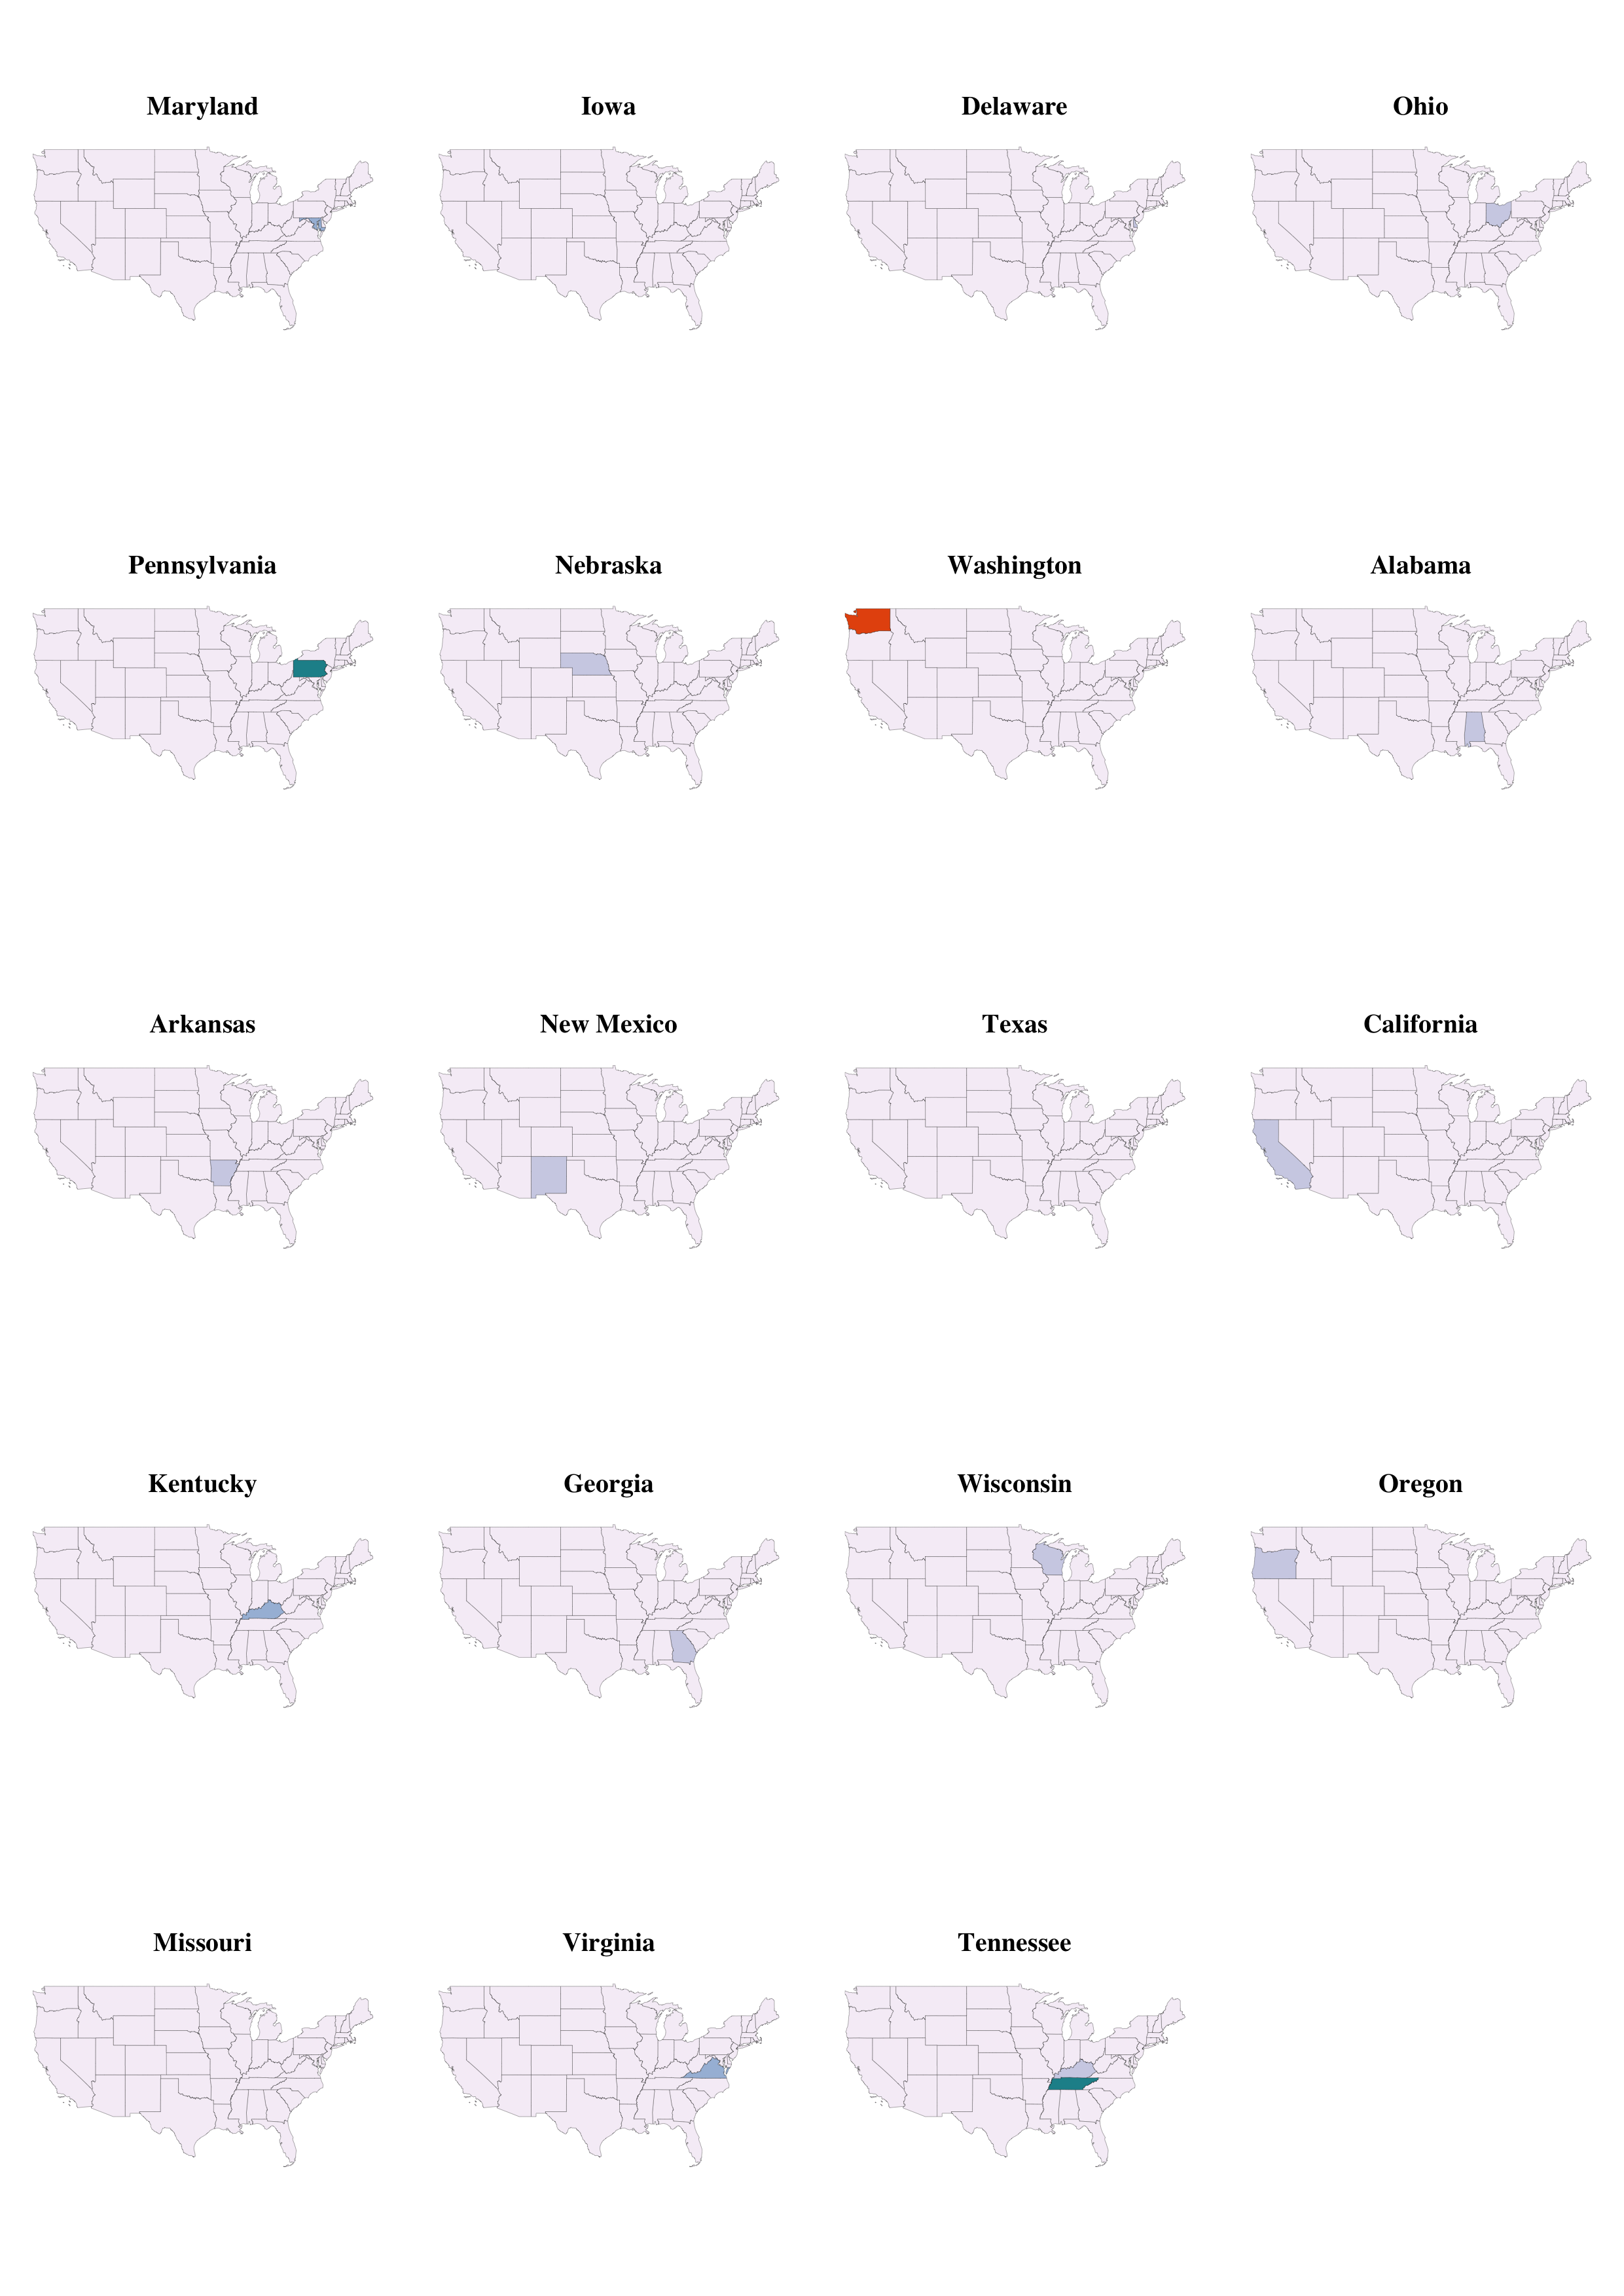 Maryland
Iowa
Delaware
Ohio
Pennsylvania
Nebraska
Washington
Alabama
Arkansas
New Mexico
Texas
California
Kentucky
Georgia
Wisconsin
Oregon
Missouri
Virginia
Tennessee